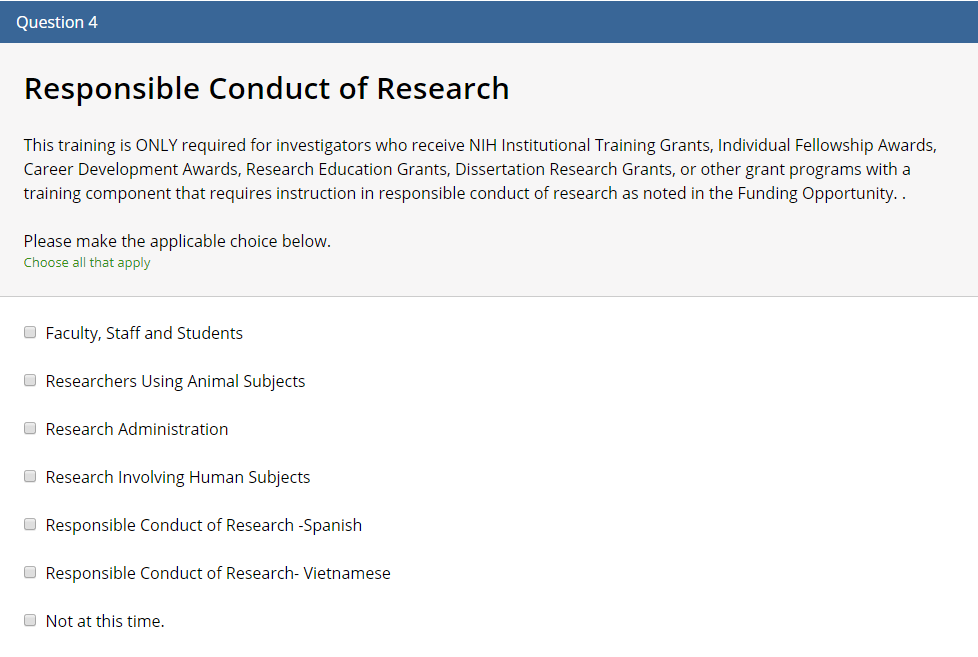 Question 4
Responsible Conduct of Research
This training is ONLY required for investigators who receive NIH Institutional Training Grants, Individual Fellowship Awards,
Career Development Awards, Research Education Grants, Dissertation Research Grants, or other grant programs with a
training component that requires instruction in responsible conduct of research as noted in the Funding Opportunity. .
Please make the applicable choice below.
Choose all that apply
Faculty, Staff and Students
Researchers Using Animal Subjects
Research Administration
Research Involving Human Subjects
Responsible Conduct of Research -Spanish
Responsible Conduct of Research- Vietnamese
Not at this time.